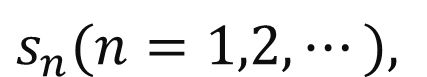 sₙ(n = 1,2, ⋯ ),